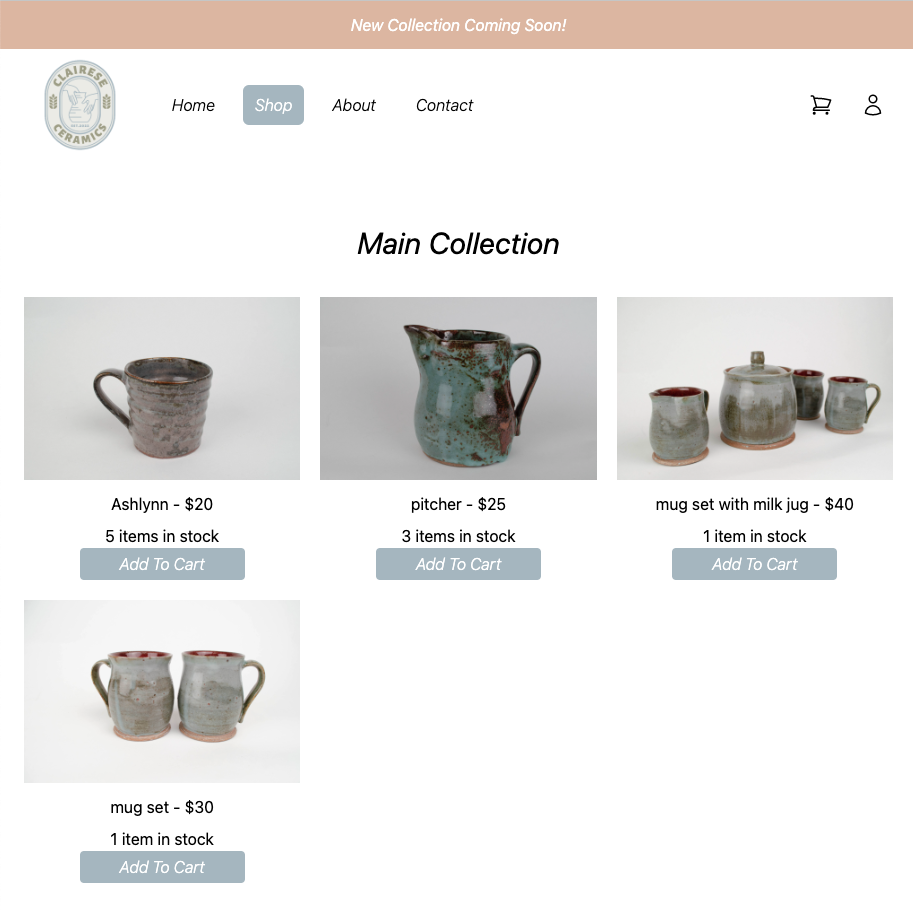 New Collection Coming Soon!
CLAIRESE
CERAMICS
Home Shop About Contact
Main Collection
Ashlynn - $20
5 items in stock
Add To Cart
pitcher - $25
3 items in stock
Add To Cart
mug set with milk jug - $40
1 item in stock
Add To Cart
mug set - $30
1 item in stock
Add To Cart